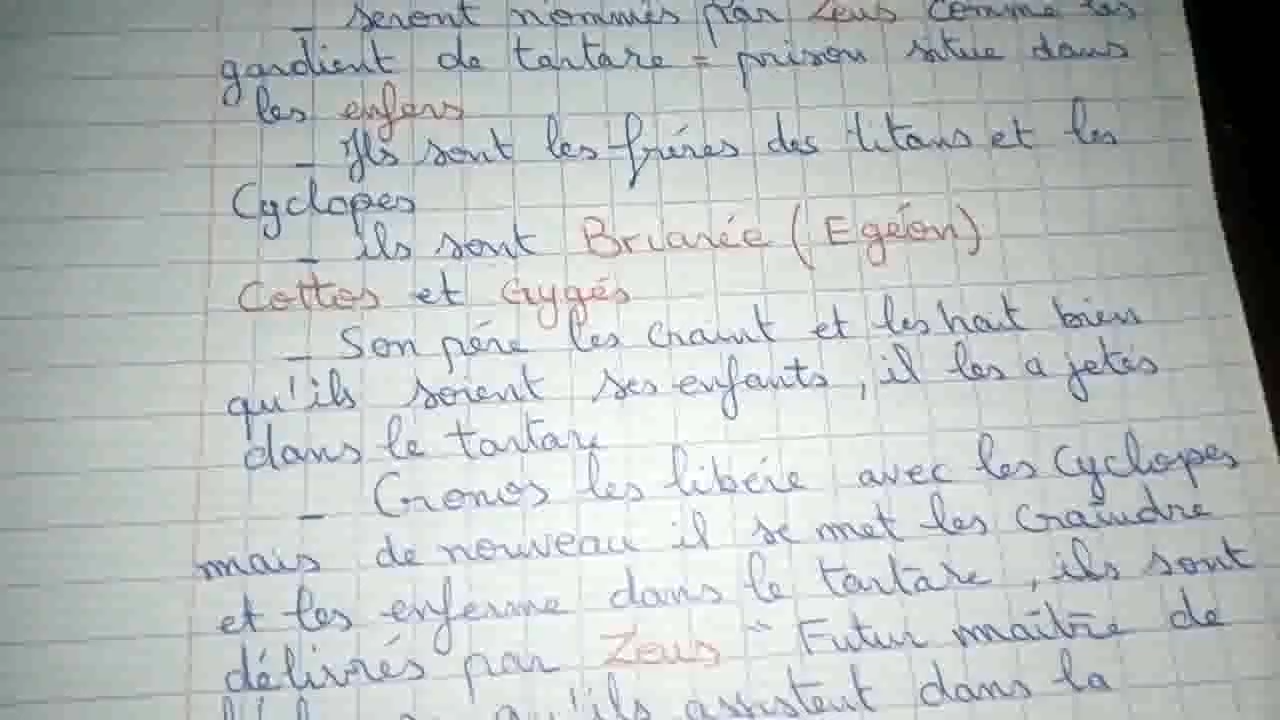 _ seront nommés par Zeus comme les
gardient de tartare = prison situe dans
les enfers
_ Ils sont les fréres des titans et les
Cyclopes
_ ils sont Briarée ( Egéon)
Cottos et Gygés
_ Son pére les craint et les hait bien
qu'ils soient ses enfants, il les a jetés
dans le tartare
_ Cronos les libérie avec les Cyclopes
mais de nouveau il se met les craindre
et les enferme dans le tartare, ils sont
délivrés par Zeus " Futur maître de
qu'ils assistent dans la